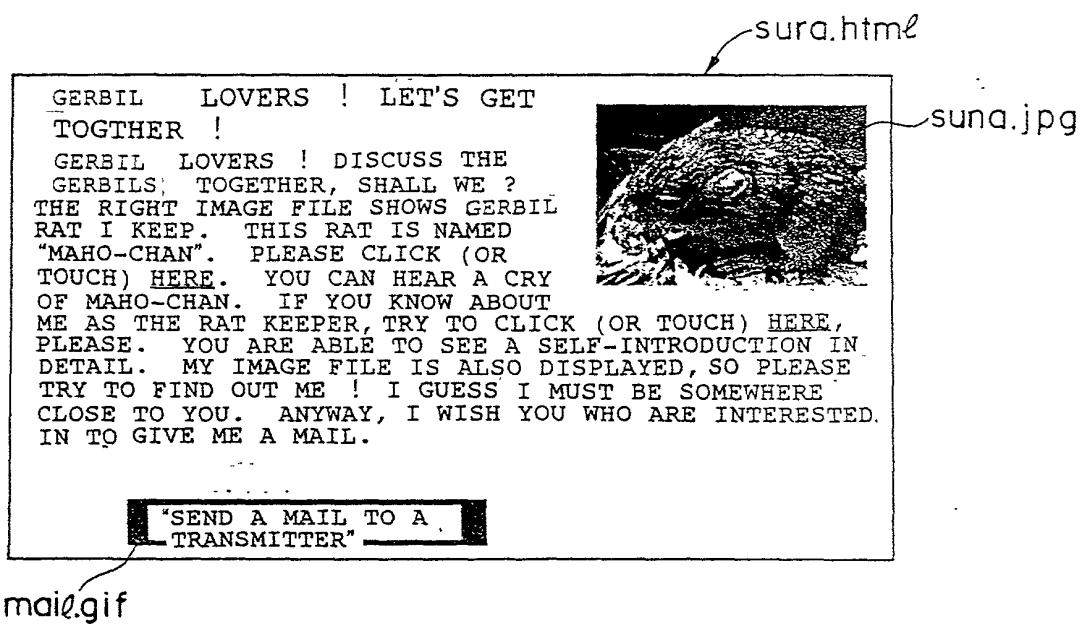 sura.html
GERBIL LOVERS ! LET'S GET
suna.jpg
TOGTHER !
GERBIL LOVERS ! DISCUSS THE
GERBILS; TOGETHER, SHALL WE ?
THE RIGHT IMAGE FILE SHOWS GERBIL
RAT I KEEP. THIS RAT IS NAMED
"MAHO-CHAN". PLEASE CLICK (OR
TOUCH) HERE. YOU CAN HEAR A CRY
OF MAHO-CHAN. IF YOU KNOW ABOUT
ME AS THE RAT KEEPER, TRY TO CLICK (OR TOUCH) HERE,
PLEASE. YOU ARE ABLE TO SEE A SELF-INTRODUCTION IN
DETAIL. MY IMAGE FILE IS ALSO DISPLAYED, SO PLEASE
TRY TO FIND OUT ME ! I GUESS I MUST BE SOMEWHERE
CLOSE TO YOU. ANYWAY, I WISH YOU WHO ARE INTERESTED.
IN TO GIVE ME A MAIL.
"SEND A MAIL TO A
TRANSMITTER"
mail.gif